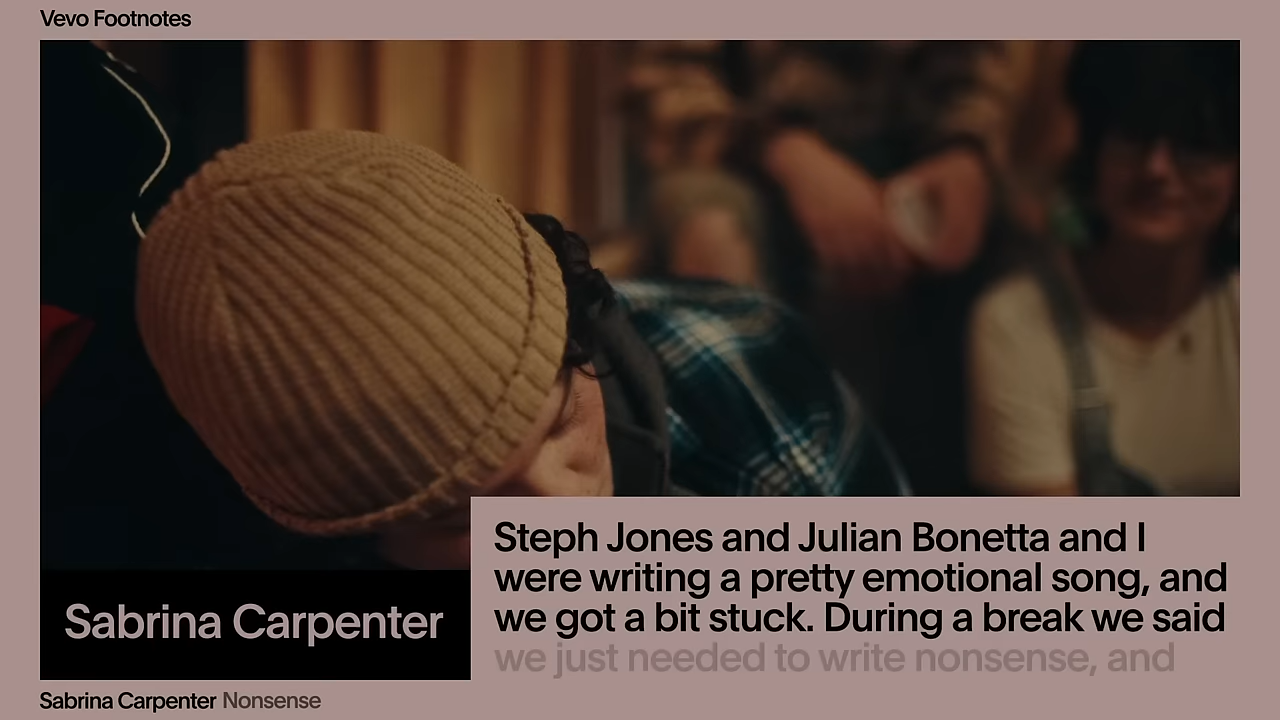 Vevo Footnotes
Sabrina Carpenter
Steph Jones and Julian Bonetta and I
were writing a pretty emotional song, and
we got a bit stuck. During a break we said
we just needed to write nonsense, and
Sabrina Carpenter Nonsense